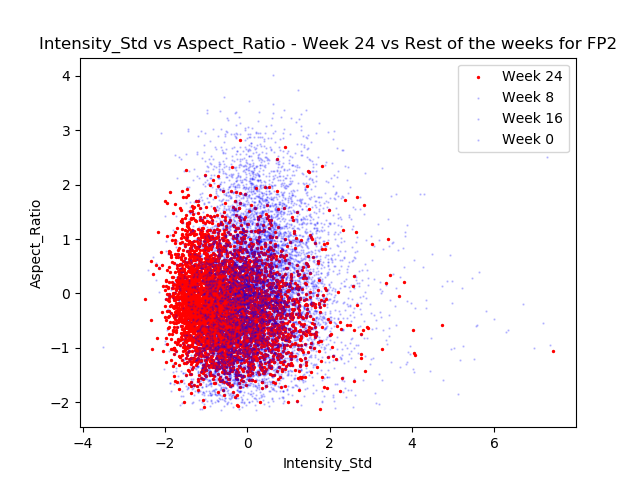 Intensity_Std vs Aspect_Ratio - Week 24 vs Rest of the weeks for FP2
Week 24
Week 8
Week 16
Week 0
4
3
2
1
0
−1
−2
Aspect_Ratio
−4
−2
0
2
4
6
Intensity_Std